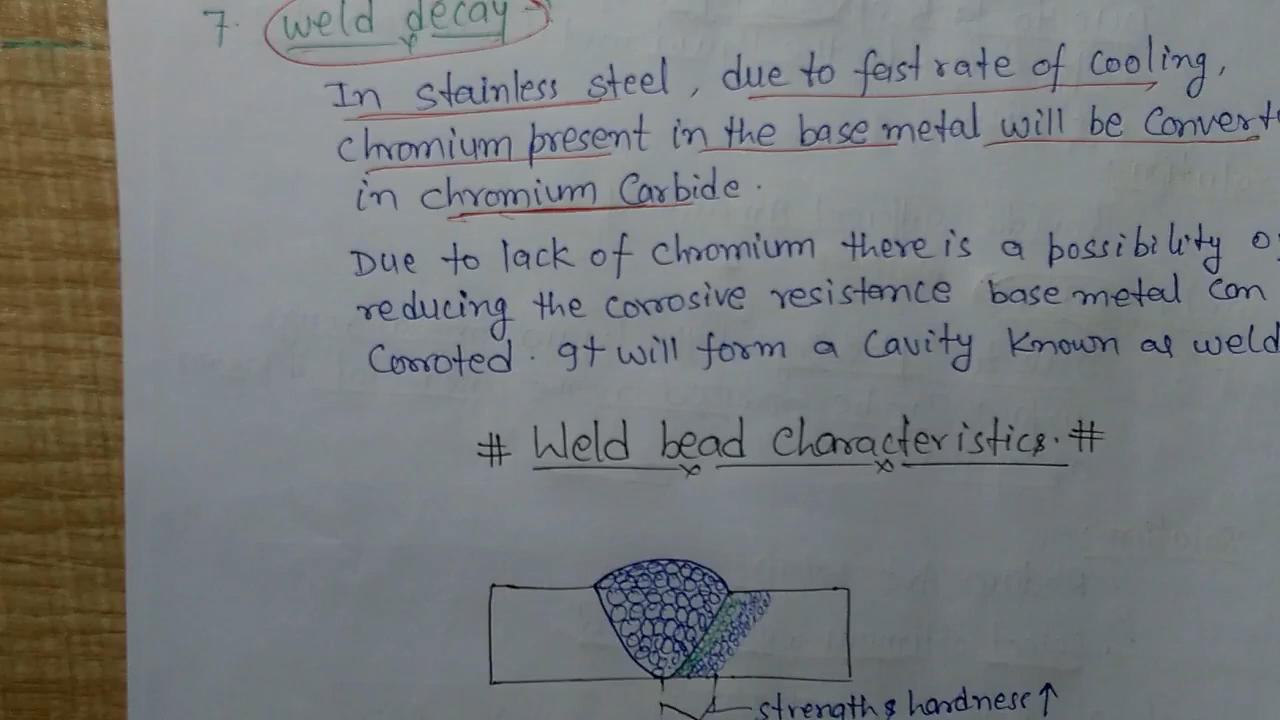 7. weld decay
In stainless steel, due to fast rate of cooling,
chromium present in the base metal will be Convert
in chromium Carbide.
Due to lack of chromium there is a possibility o
reducing the corrosive resistance base metal can
Corroted. It will form a Cavity Known as weld
# Weld bead characteristics. #
strength & hardness ↑